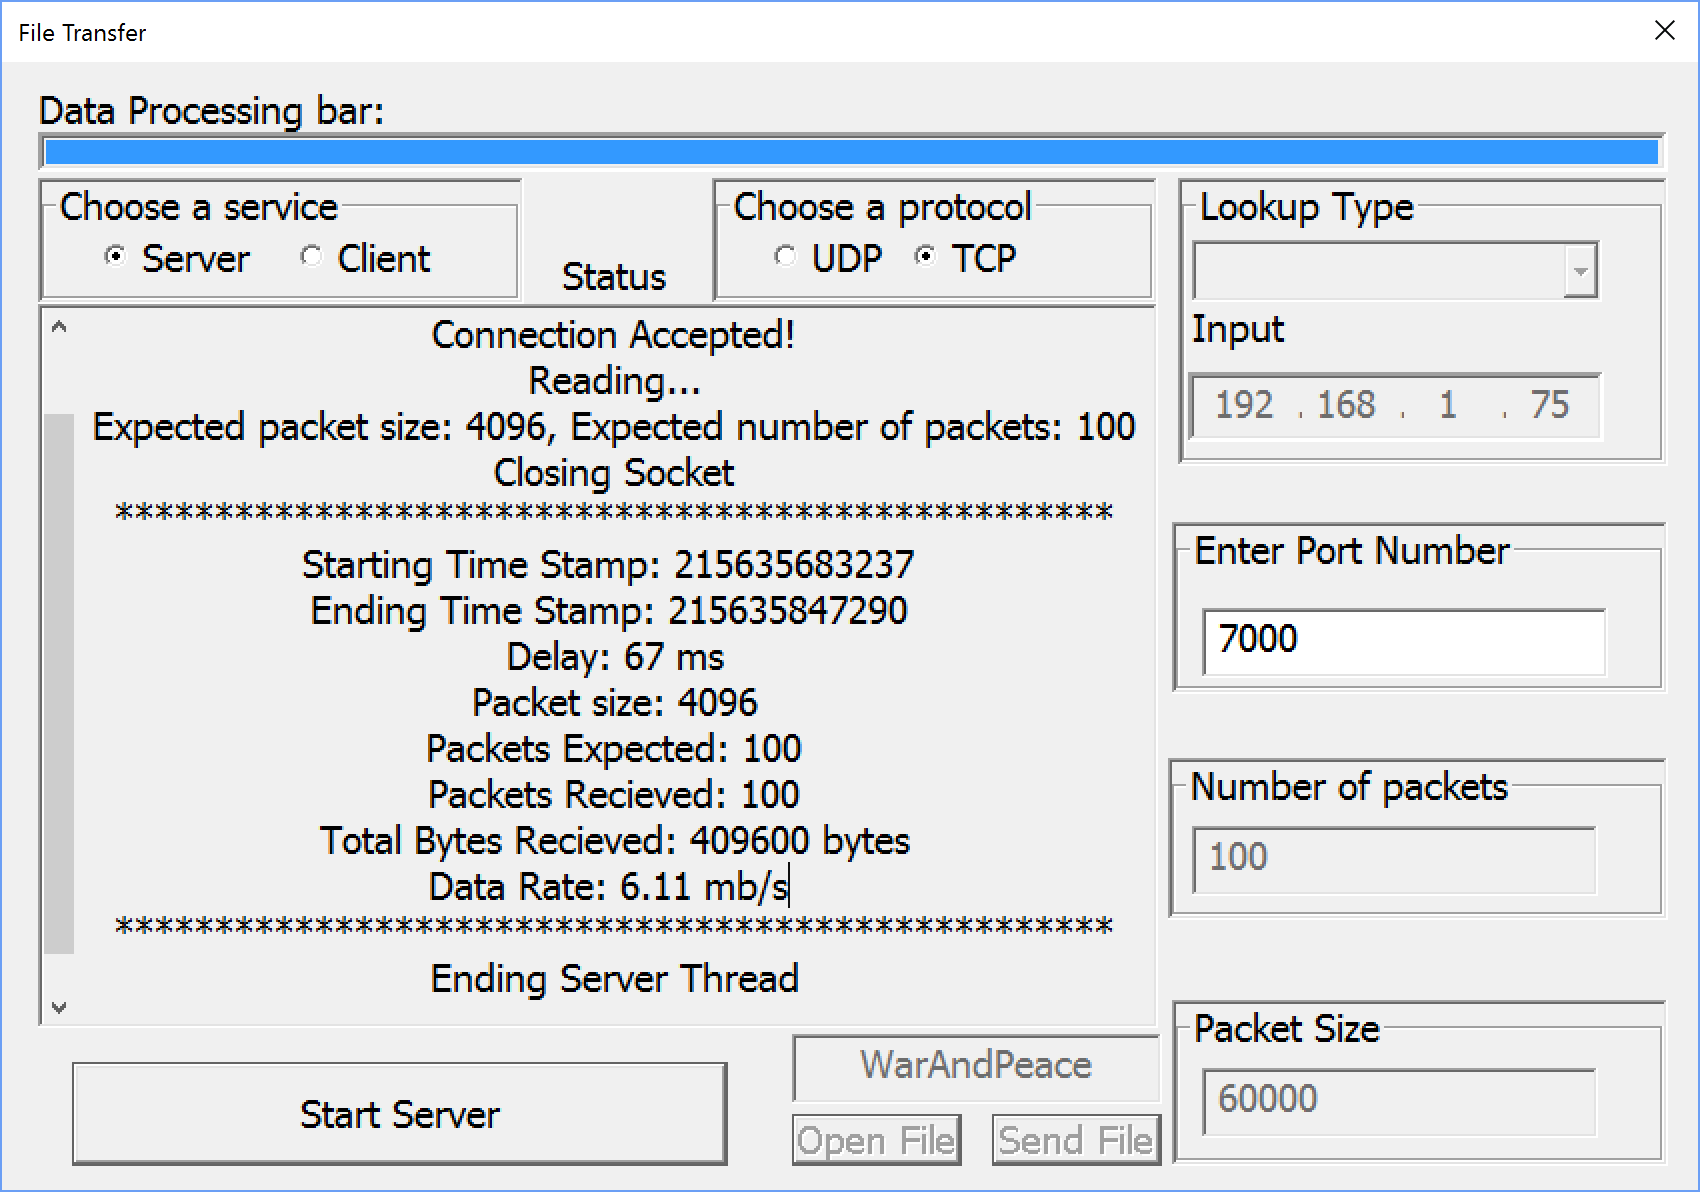 File Transfer
Data Processing bar:
Choose a service
Server Client
Status
Choose a protocol
UDP TCP
Lookup Type
Input
192 . 168 . 1 . 75
Connection Accepted!
Reading...
Expected packet size: 4096, Expected number of packets: 100
Closing Socket
**************************************************
Starting Time Stamp: 215635683237
Ending Time Stamp: 215635847290
Delay: 67 ms
Packet size: 4096
Packets Expected: 100
Packets Recieved: 100
Total Bytes Recieved: 409600 bytes
Data Rate: 6.11 mb/s
**************************************************
Ending Server Thread
Enter Port Number
7000
Number of packets
100
Packet Size
60000
Start Server
WarAndPeace
Open File Send File